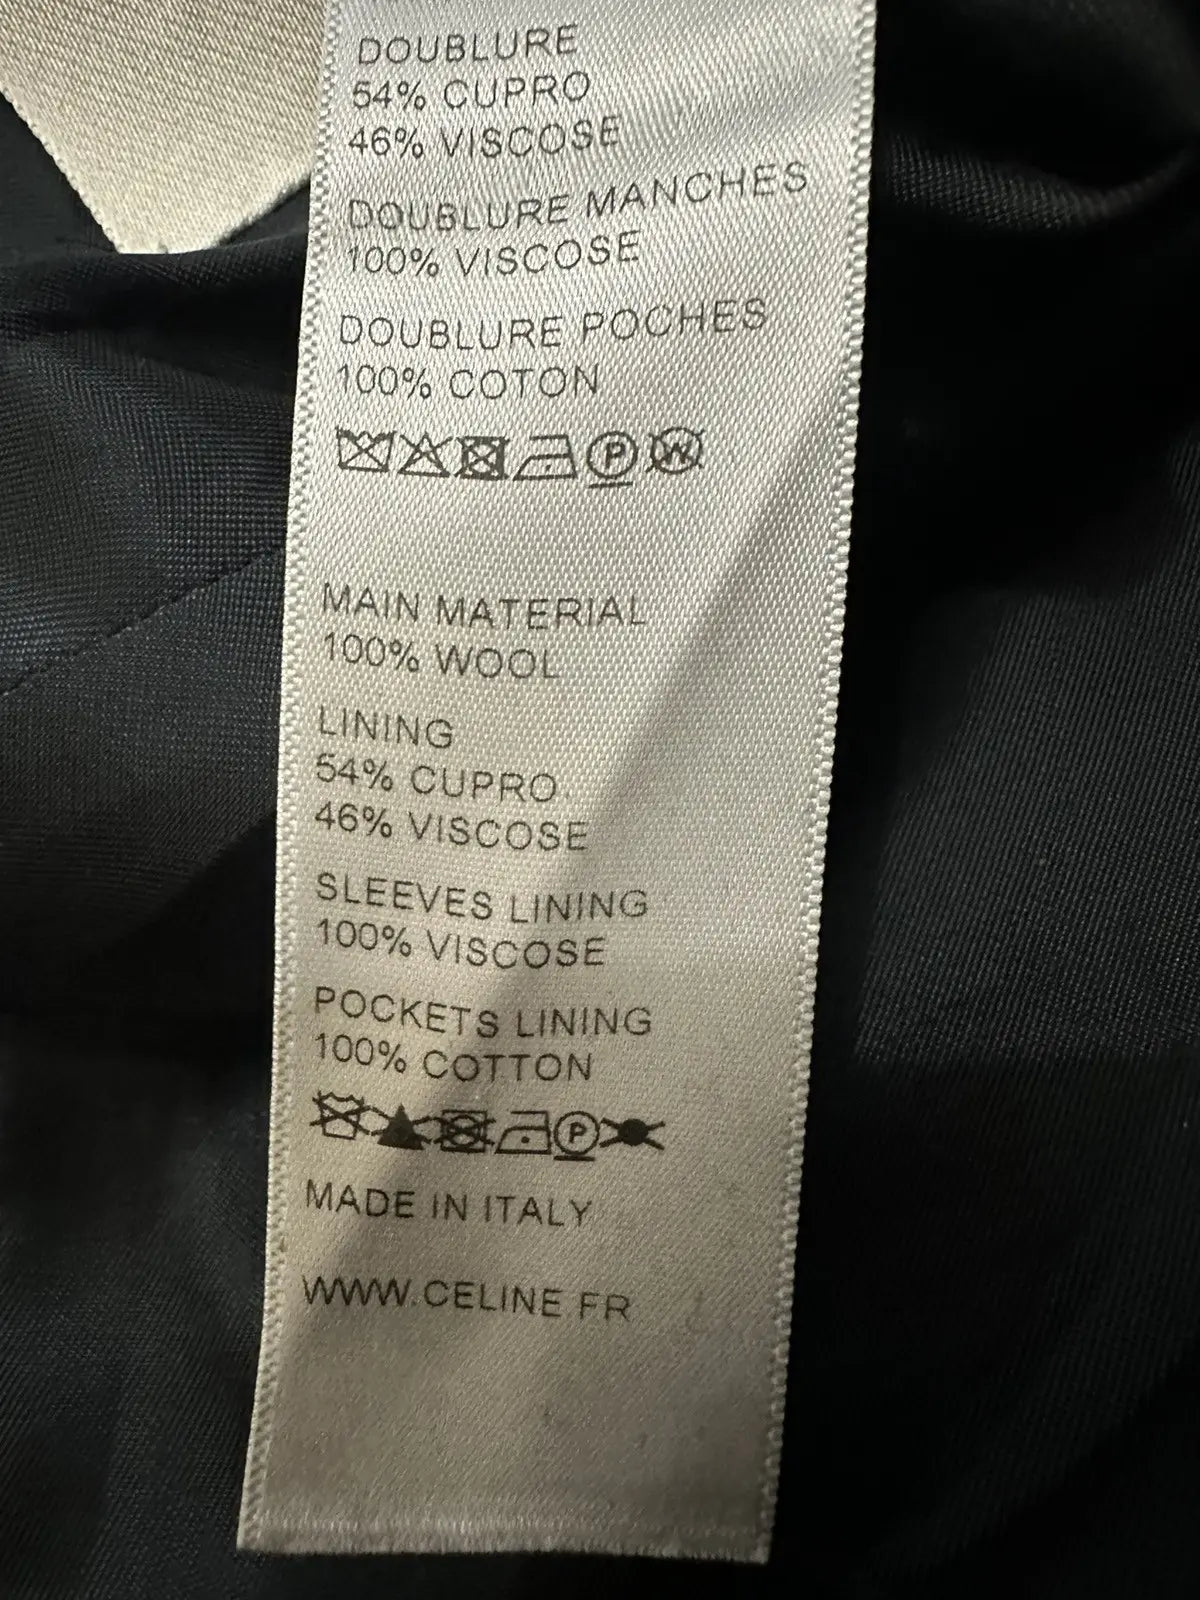 DOUBLURE
54% CUPRO
46% VISCOSE
DOUBLURE MANCHES
100% VISCOSE
DOUBLURE POCHES
100% COTON
P W
MAIN MATERIAL
100% WOOL
LINING
54% CUPRO
46% VISCOSE
SLEEVES LINING
100% VISCOSE
POCKETS LINING
100% COTTON
P
MADE IN ITALY
WWW.CELINE.FR